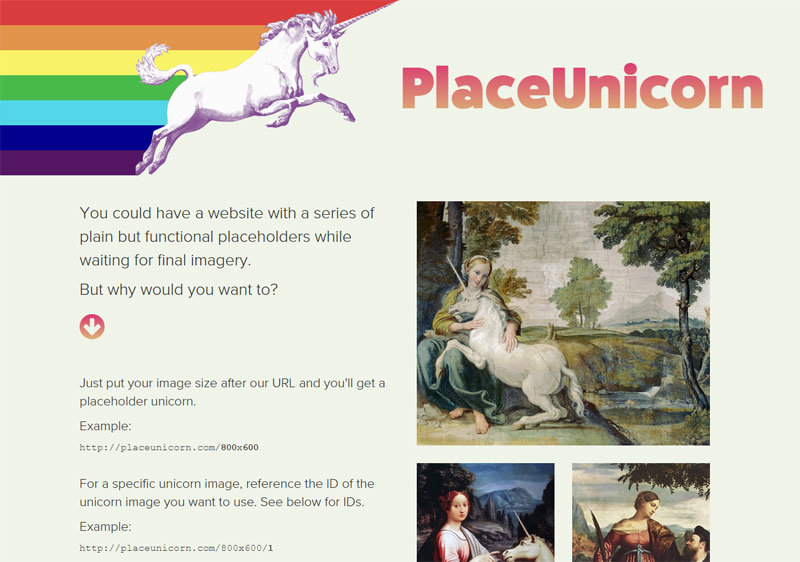 PlaceUnicorn
You could have a website with a series of
plain but functional placeholders while
waiting for final imagery.
But why would you want to?
Just put your image size after our URL and you'll get a
placeholder unicorn.
Example:
http://placeunicorn.com/800x600
For a specific unicorn image, reference the ID of the
unicorn image you want to use. See below for IDs.
Example:
http://placeunicorn.com/800x600/1